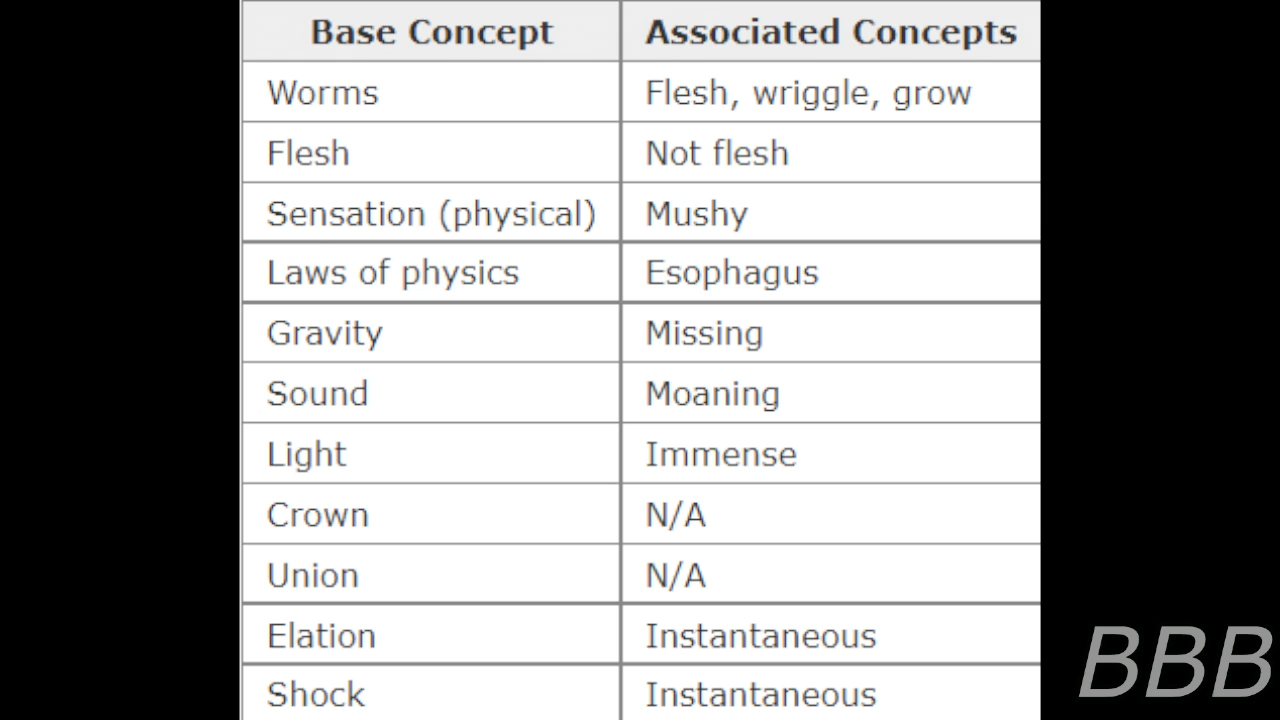 Base Concept Associated Concepts
Worms Flesh, wriggle, grow
Flesh Not flesh
Sensation (physical) Mushy
Laws of physics Esophagus
Gravity Missing
Sound Moaning
Light Immense
Crown N/A
Union N/A
Elation Instantaneous
Shock Instantaneous
BBB